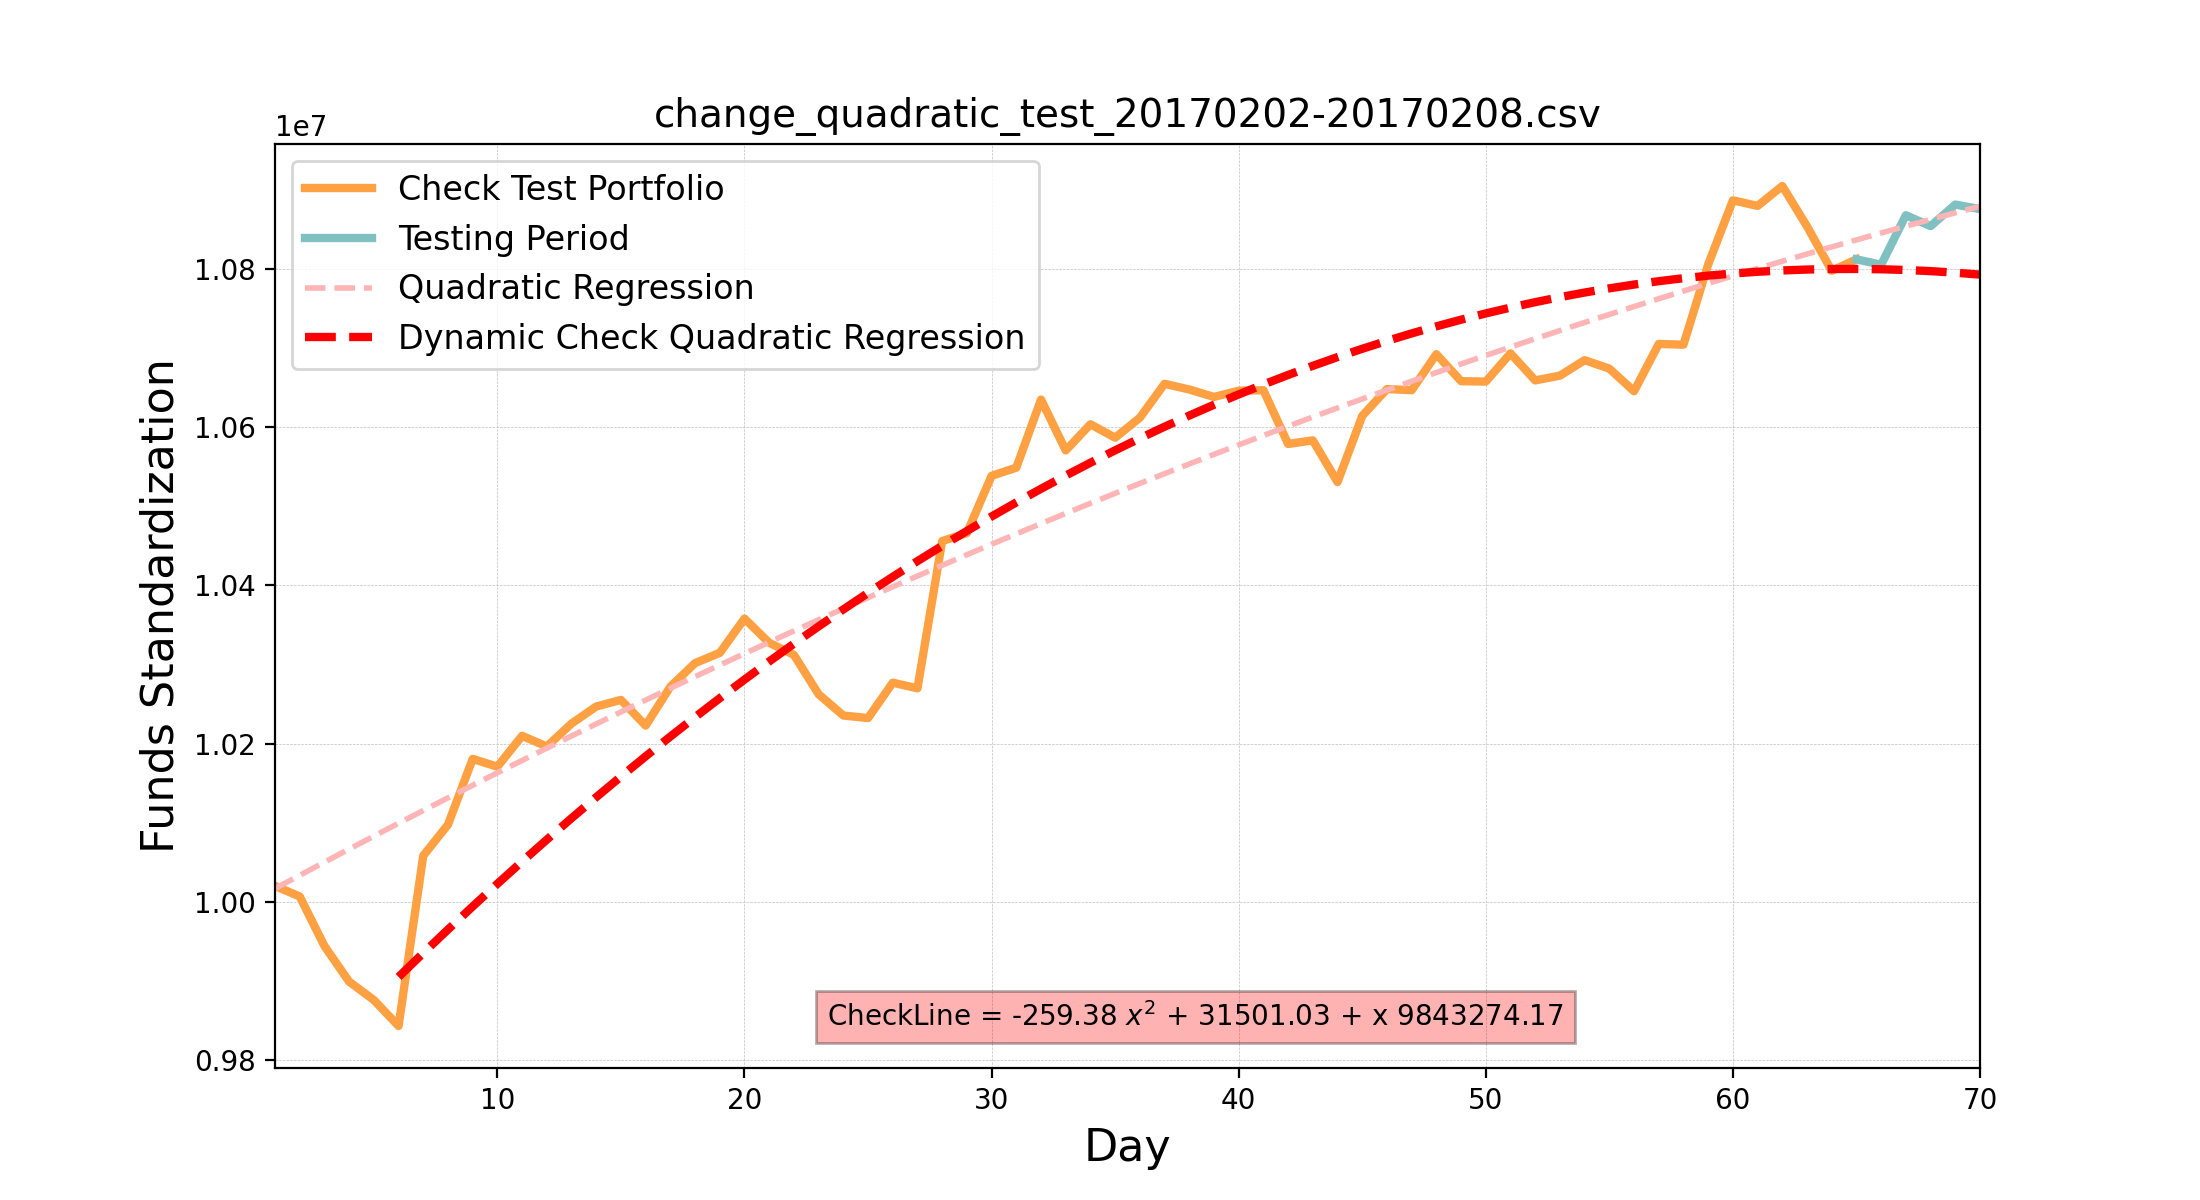 change_quadratic_test_20170202-20170208.csv
1e7
Check Test Portfolio
Testing Period
Quadratic Regression
Dynamic Check Quadratic Regression
1.08
1.06
1.04
1.02
1.00
0.98
Funds Standardization
CheckLine = -259.38 x² + 31501.03 + x 9843274.17
10 20 30 40 50 60 70
Day